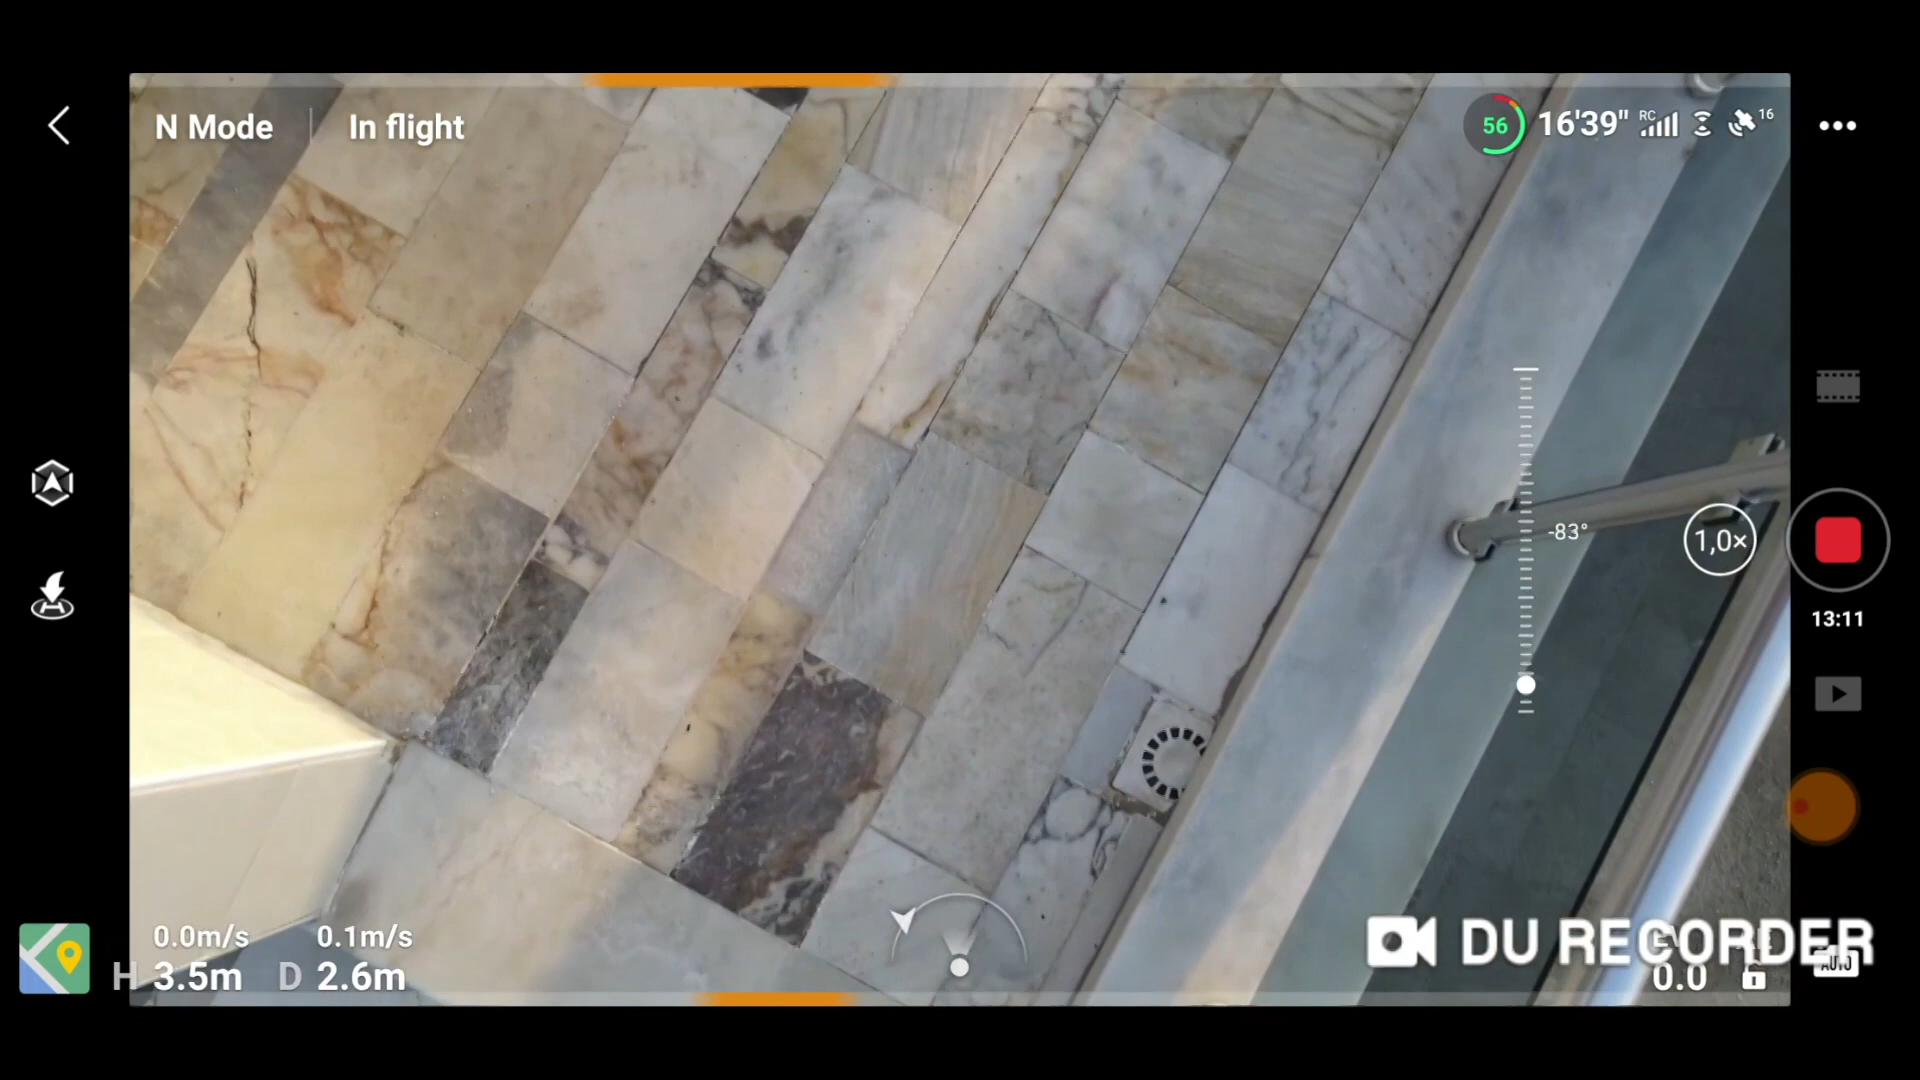 N Mode
In flight
56
16'39"
RC
16
-83°
1,0×
13:11
0.0m/s
0.1m/s
H 3.5m
D 2.6m
DU RECORDER
0.0
AUTO